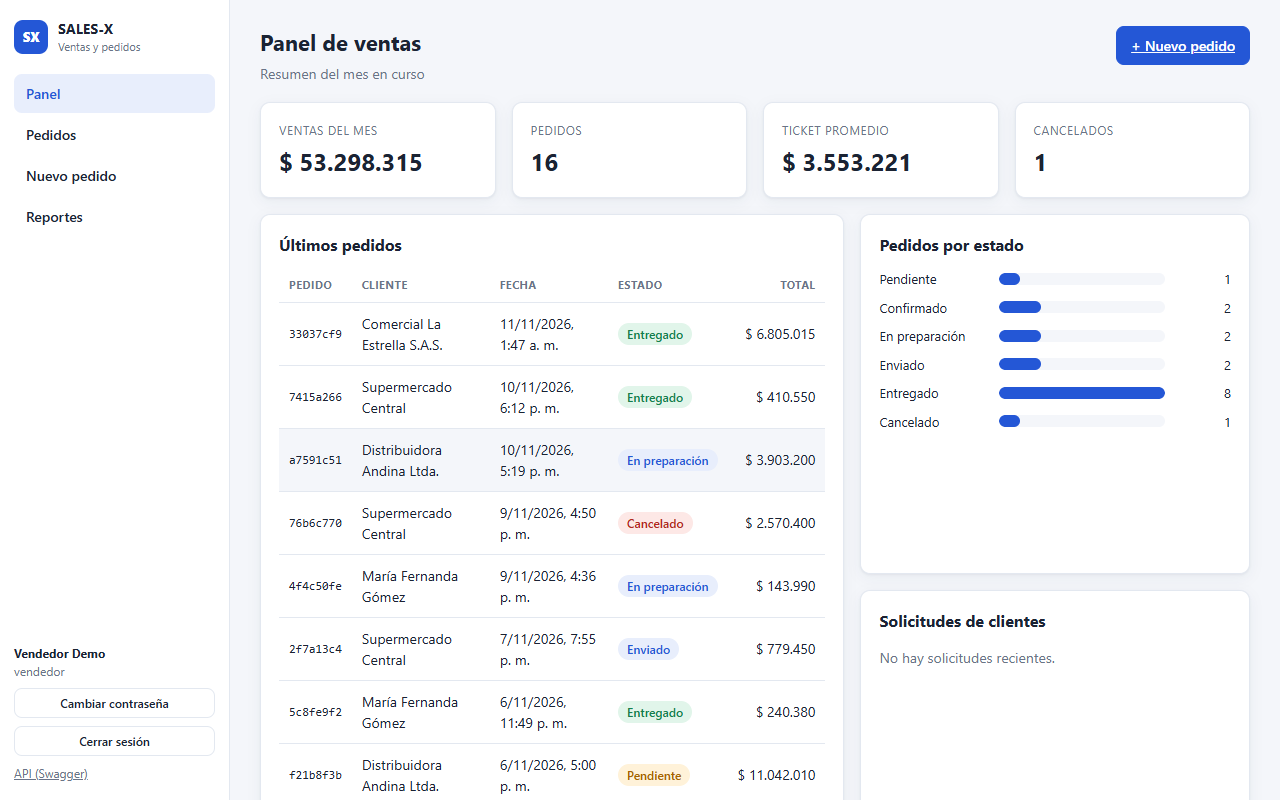 SX
SALES-X
Ventas y pedidos
Panel
Pedidos
Nuevo pedido
Reportes
Vendedor Demo
vendedor
Cambiar contraseña
Cerrar sesión
API (Swagger)
Panel de ventas
Resumen del mes en curso
+ Nuevo pedido
VENTAS DEL MES
$ 53.298.315
PEDIDOS
16
TICKET PROMEDIO
$ 3.553.221
CANCELADOS
1
Últimos pedidos
PEDIDO CLIENTE FECHA ESTADO TOTAL
33037cf9 Comercial La Estrella S.A.S. 11/11/2026, 1:47 a. m. Entregado $ 6.805.015
7415a266 Supermercado Central 10/11/2026, 6:12 p. m. Entregado $ 410.550
a7591c51 Distribuidora Andina Ltda. 10/11/2026, 5:19 p. m. En preparación $ 3.903.200
76b6c770 Supermercado Central 9/11/2026, 4:50 p. m. Cancelado $ 2.570.400
4f4c50fe María Fernanda Gómez 9/11/2026, 4:36 p. m. En preparación $ 143.990
2f7a13c4 Supermercado Central 7/11/2026, 7:55 p. m. Enviado $ 779.450
5c8fe9f2 María Fernanda Gómez 6/11/2026, 11:49 p. m. Entregado $ 240.380
f21b8f3b Distribuidora Andina Ltda. 6/11/2026, 5:00 p. m. Pendiente $ 11.042.010
Pedidos por estado
Pendiente 1
Confirmado 2
En preparación 2
Enviado 2
Entregado 8
Cancelado 1
Solicitudes de clientes
No hay solicitudes recientes.